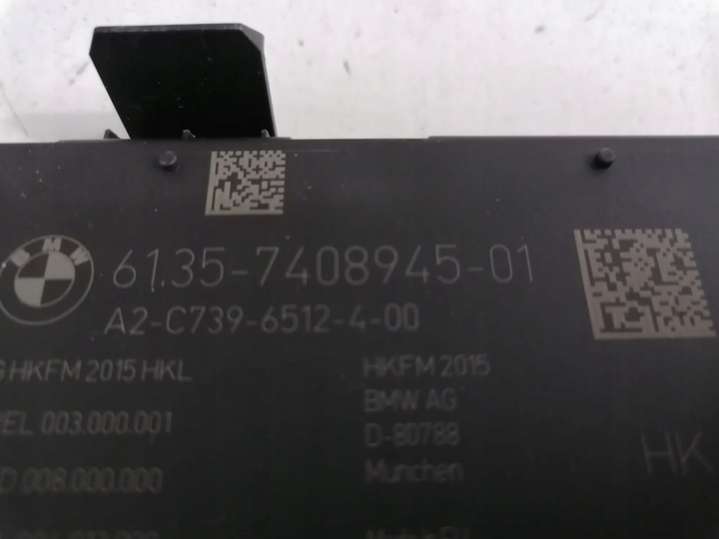 BMW
61.35-7408945-01
A2-C739-6512-4-00
HKFM 2015 HKL
HKFM 2015
003.000.001
BMW AG
D-80788
008.000.000
Munchen
HK